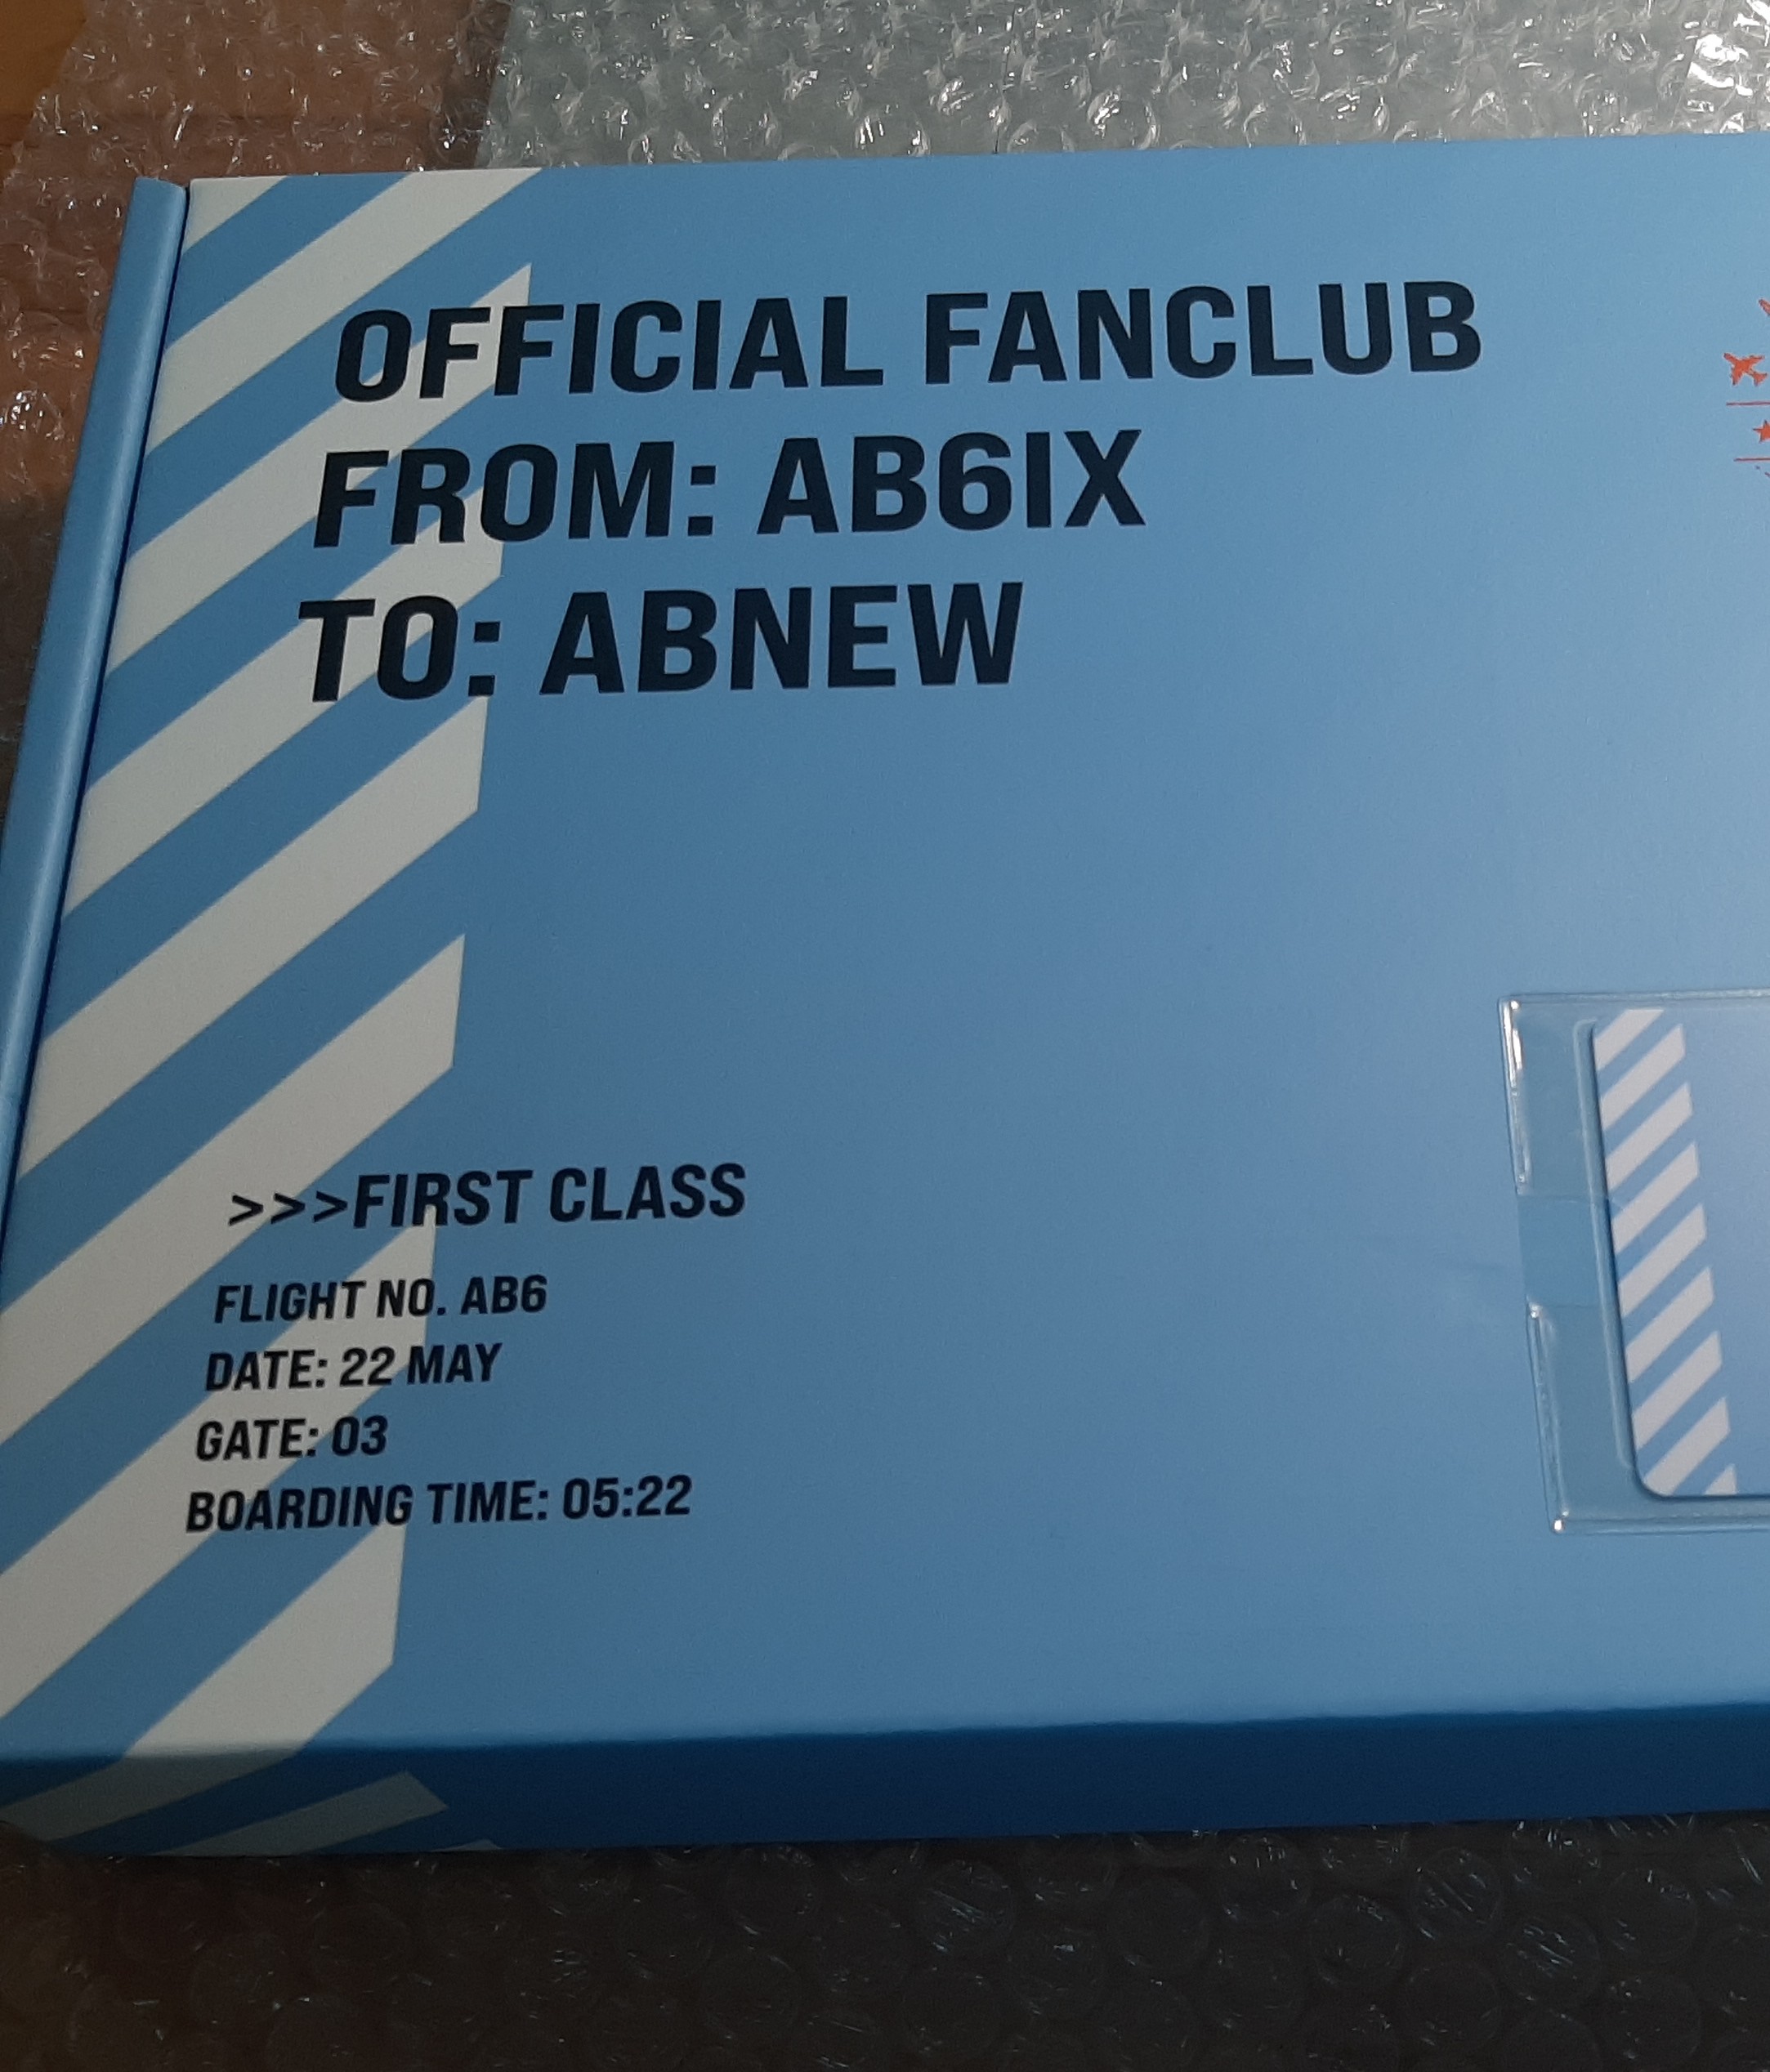 OFFICIAL FANCLUB
FROM: AB6IX
TO: ABNEW
>>>FIRST CLASS
FLIGHT NO. AB6
DATE: 22 MAY
GATE: 03
BOARDING TIME: 05:22